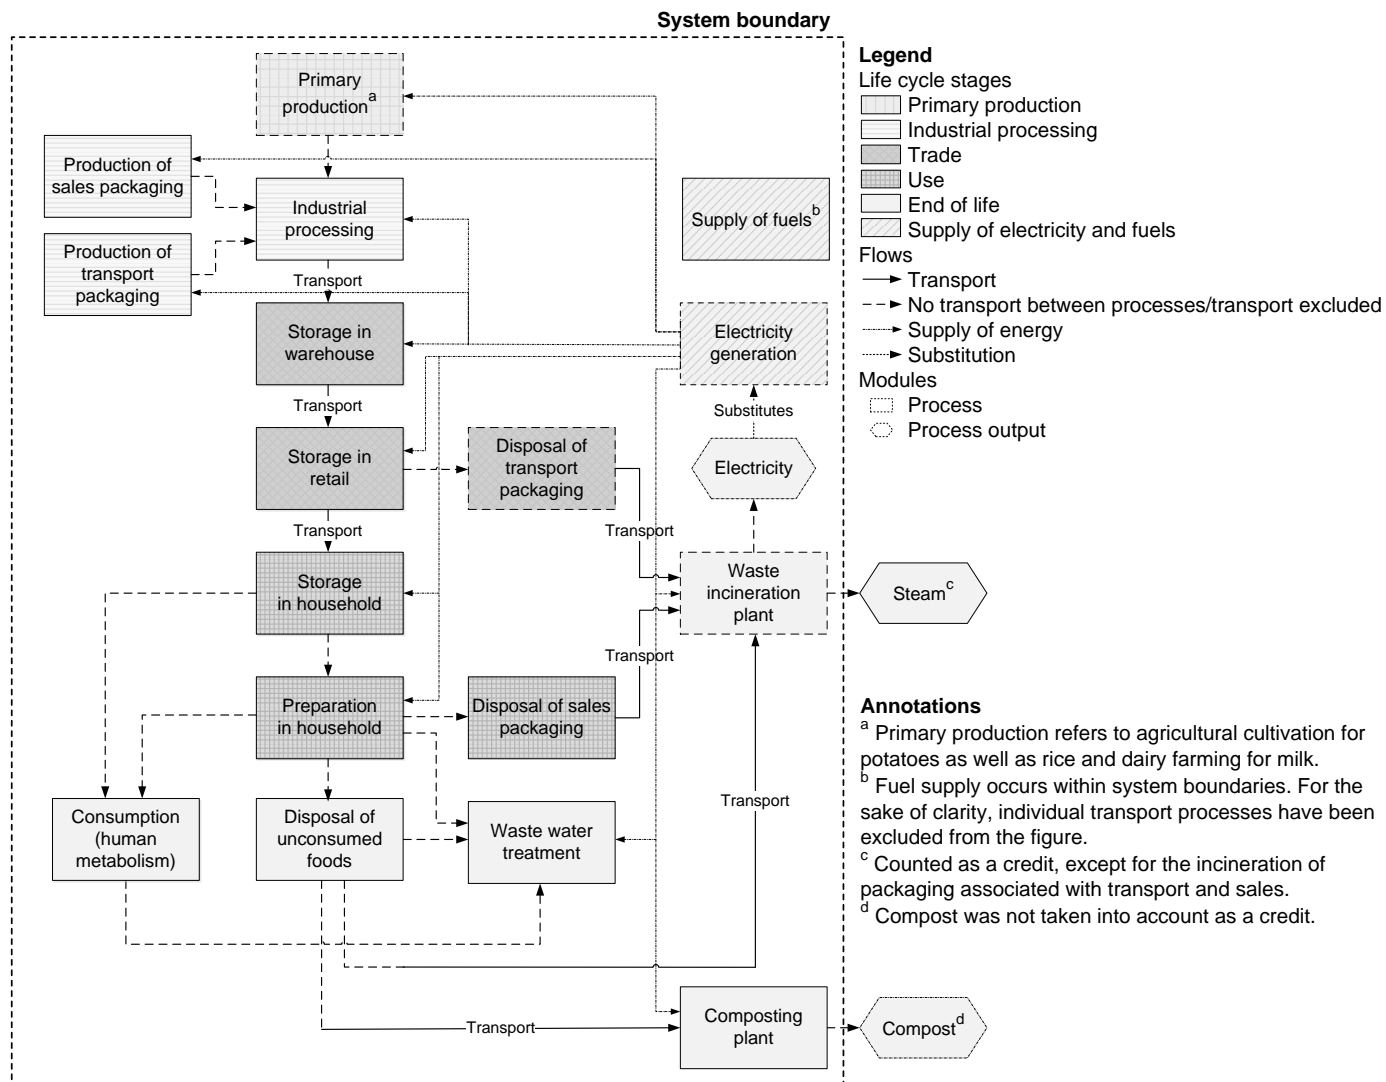 System boundary
Primary
production a
Production of
sales packaging
Industrial
processing
Production of
transport
packaging
Transport
Supply of fuels b
Storage in
warehouse
Electricity
generation
Transport
Substitutes
Storage in
retail
Disposal of
transport
packaging
Electricity
Transport
Transport
Storage
in household
Waste
incineration
plant
Steam c
Transport
Preparation
in household
Disposal of sales
packaging
Consumption
(human
metabolism)
Disposal of
unconsumed
foods
Waste water
treatment
Transport
Transport
Composting
plant
Compost d
Legend
Life cycle stages
Primary production
Industrial processing
Trade
Use
End of life
Supply of electricity and fuels
Flows
Transport
No transport between processes/transport excluded
Supply of energy
Substitution
Modules
Process
Process output
Annotations
a Primary production refers to agricultural cultivation for
potatoes as well as rice and dairy farming for milk.
b Fuel supply occurs within system boundaries. For the
sake of clarity, individual transport processes have been
excluded from the figure.
c Counted as a credit, except for the incineration of
packaging associated with transport and sales.
d Compost was not taken into account as a credit.